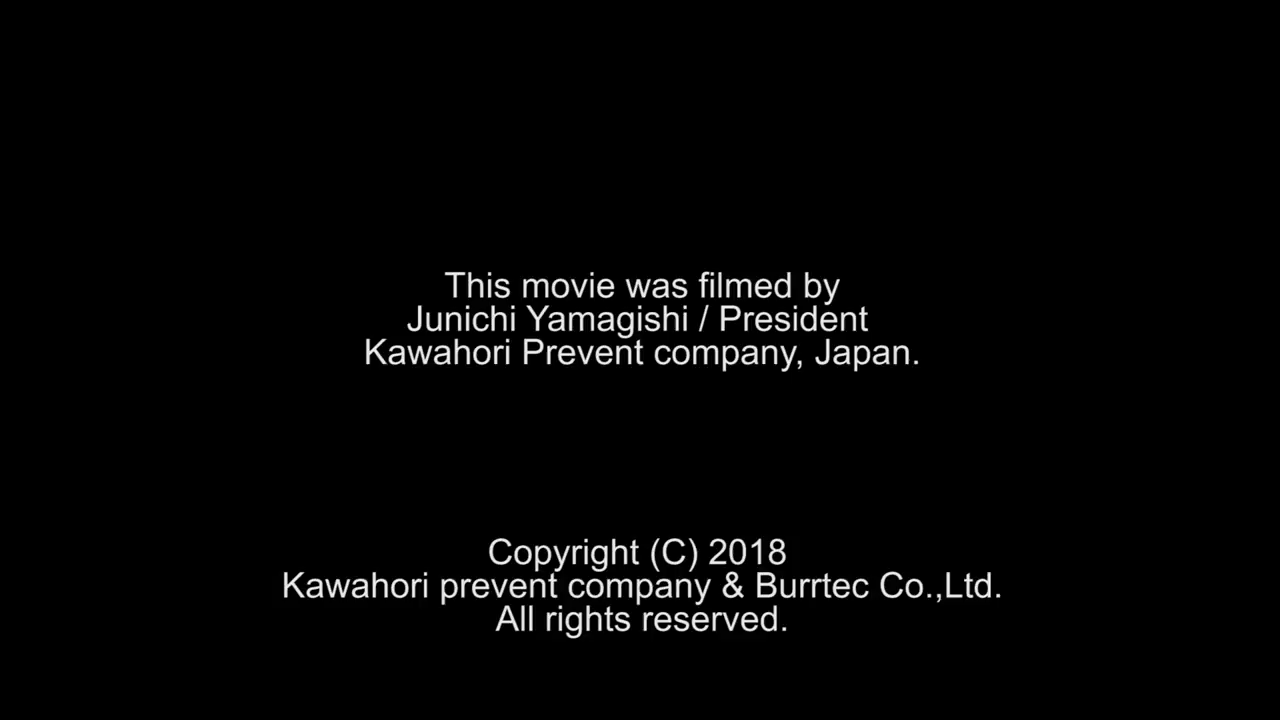 This movie was filmed by
Junichi Yamagishi / President
Kawahori Prevent company, Japan.
Copyright (C) 2018
Kawahori prevent company & Burrtec Co.,Ltd.
All rights reserved.